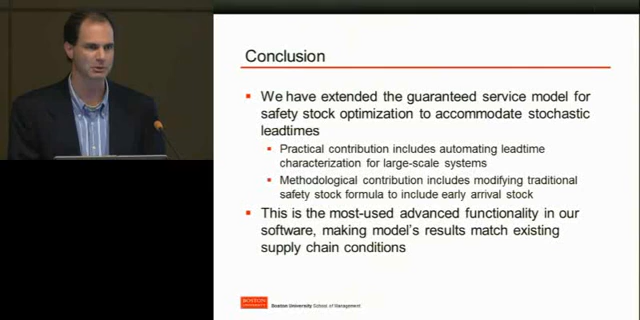 Conclusion
We have extended the guaranteed service model for
safety stock optimization to accommodate stochastic
leadtimes
Practical contribution includes automating leadtime
characterization for large-scale systems
Methodological contribution includes modifying traditional
safety stock formula to include early arrival stock
This is the most-used advanced functionality in our
software, making model's results match existing
supply chain conditions
BOSTON
Boston University School of Management